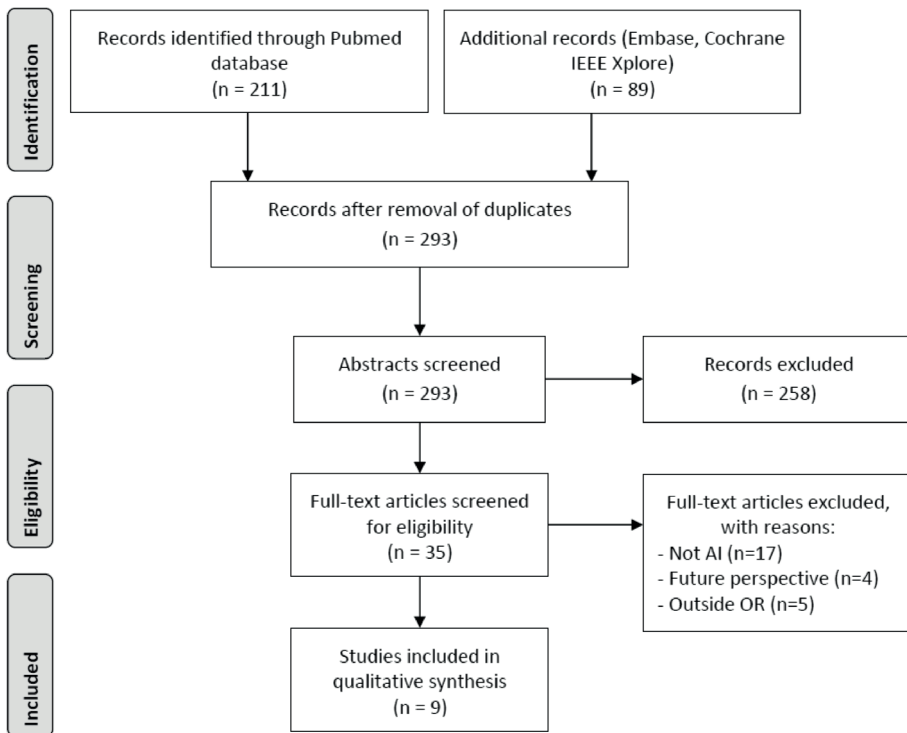 Identification
Records identified through Pubmed
database
(n = 211)
Additional records (Embase, Cochrane
IEEE Xplore)
(n = 89)
Screening
Records after removal of duplicates
(n = 293)
Abstracts screened
(n = 293)
Records excluded
(n = 258)
Eligibility
Full-text articles screened
for eligibility
(n = 35)
Full-text articles excluded,
with reasons:
- Not AI (n=17)
- Future perspective (n=4)
- Outside OR (n=5)
Included
Studies included in
qualitative synthesis
(n = 9)